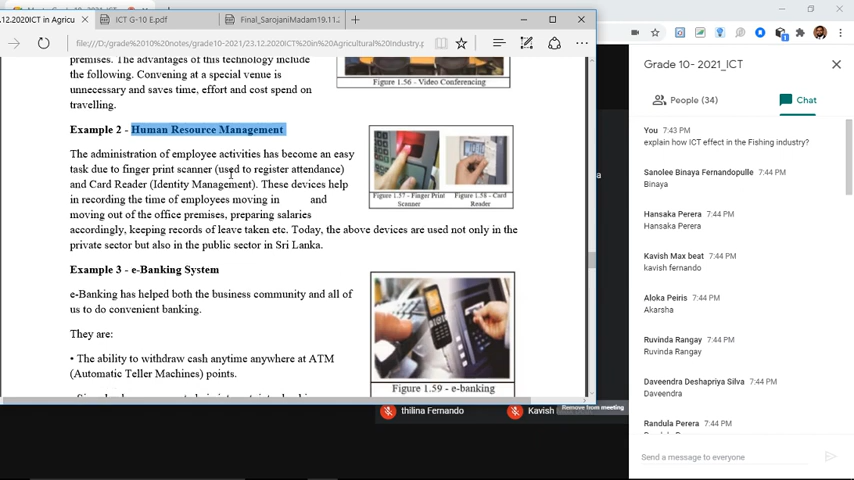 12.2020ICT in Agricu
ICT G-10 E.pdf
Final_SarojaniMadam19.11.2
file:///D:/grade%2010%20notes/grade10-2021/23.12.2020ICT%20in%20Agricultural%20Industry.p
premises. The advantages of this technology include
the following. Convening at a special venue is
unnecessary and saves time, effort and cost spend on
travelling.
Figure 1.56 - Video Conferencing
Example 2 - Human Resource Management
The administration of employee activities has become an easy
task due to finger print scanner (used to register attendance)
and Card Reader (Identity Management). These devices help
in recording the time of employees moving in and
moving out of the office premises, preparing salaries
accordingly, keeping records of leave taken etc. Today, the above devices are used not only in the
private sector but also in the public sector in Sri Lanka.
Figure 1.57 - Finger Print
Scanner
Figure 1.58 - Card
Reader
Example 3 - e-Banking System
e-Banking has helped both the business community and all of
us to do convenient banking.
They are:
• The ability to withdraw cash anytime anywhere at ATM
(Automatic Teller Machines) points.
Figure 1.59 - e-banking
thilina Fernando
Kavish
Remove from meeting
Grade 10- 2021_ICT
People (34)
Chat
You 7:43 PM
explain how ICT effect in the Fishing industry?
Sanolee Binaya Fernandopulle 7:44 PM
Binaya
Hansaka Perera 7:44 PM
Hansaka Perera
Kavish Max beat 7:44 PM
kavish fernando
Aloka Peiris 7:44 PM
Akarsha
Ruvinda Rangay 7:44 PM
Ruvinda Rangay
Daveendra Deshapriya Silva 7:44 PM
Daveendra
Randula Perera 7:44 PM
Send a message to everyone